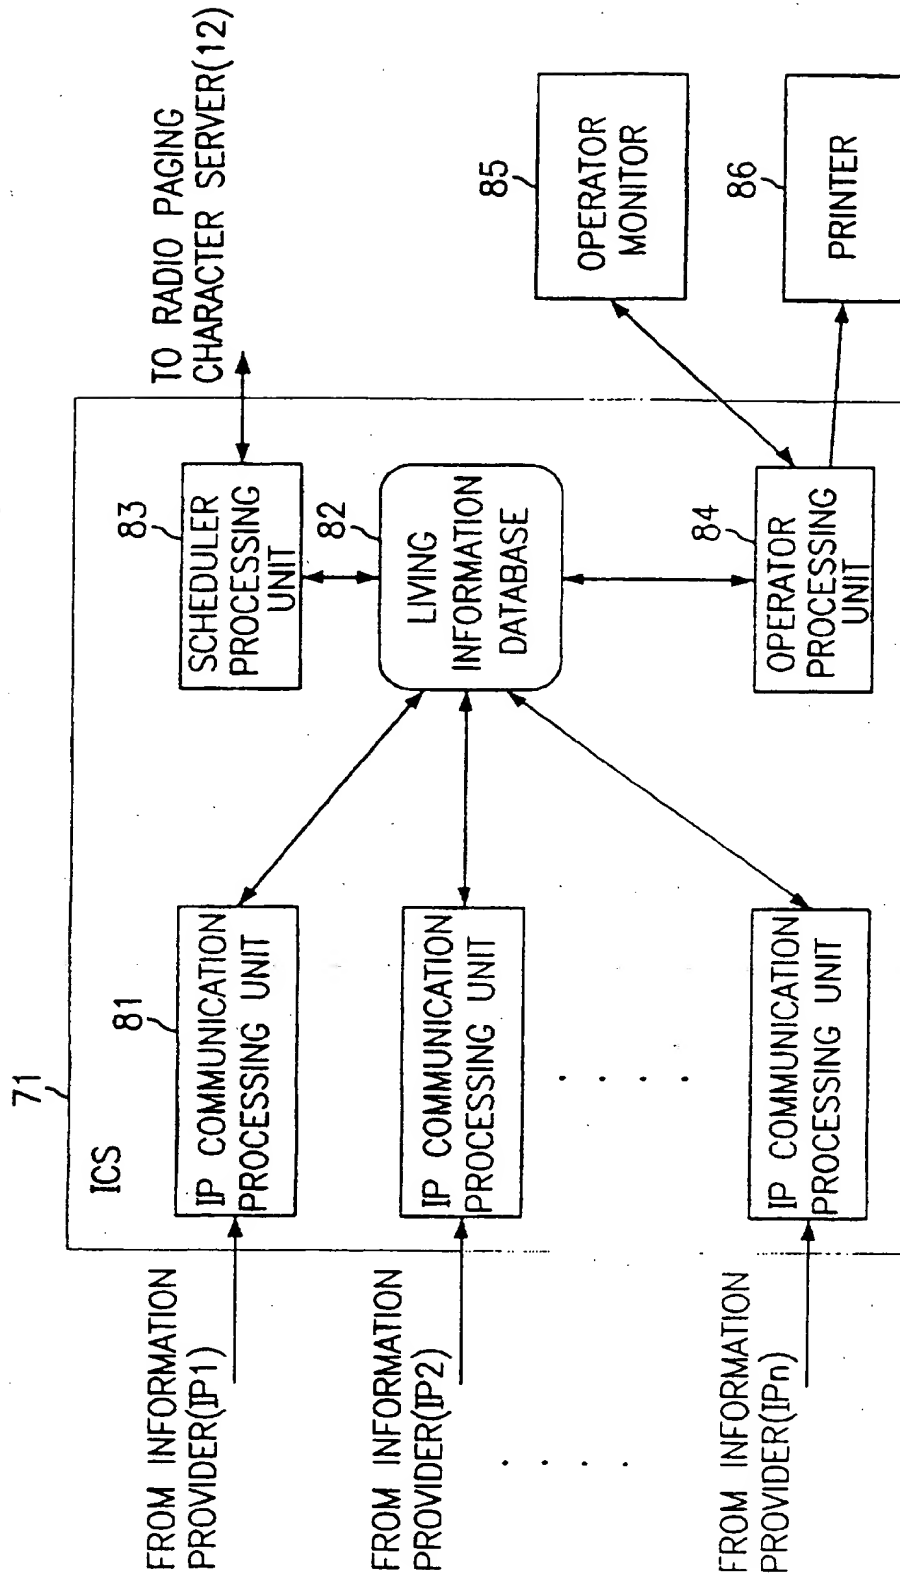 71
ICS
FROM INFORMATION
PROVIDER(IP1)
81
IP COMMUNICATION
PROCESSING UNIT
FROM INFORMATION
PROVIDER(IP2)
IP COMMUNICATION
PROCESSING UNIT
. . . .
. . . .
FROM INFORMATION
PROVIDER(IPn)
IP COMMUNICATION
PROCESSING UNIT
83
SCHEDULER
PROCESSING
UNIT
82
LIVING
INFORMATION
DATABASE
84
OPERATOR
PROCESSING
UNIT
TO RADIO PAGING
CHARACTER SERVER(12)
85
OPERATOR
MONITOR
86
PRINTER